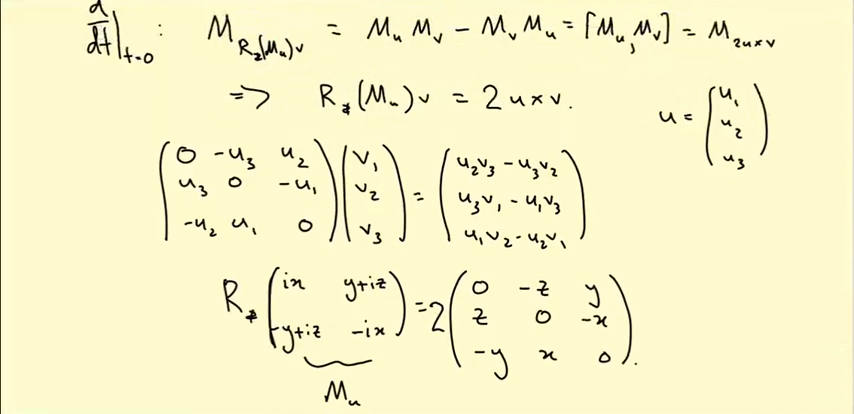 d/dt|_{t=0} : M_{R_*(M_u)v} = M_u M_v - M_v M_u = [M_u, M_v] = M_{2u×v}
=> R_*(M_u)v = 2u×v. u = (u_1 u_2 u_3)
(0 -u_3 u_2; u_3 0 -u_1; -u_2 u_1 0)(v_1; v_2; v_3) = (u_2v_3 - u_3v_2; u_3v_1 - u_1v_3; u_1v_2 - u_2v_1)
R_*(ix y+iz; -y+iz -ix) = 2(0 -z y; z 0 -x; -y x 0).
M_u